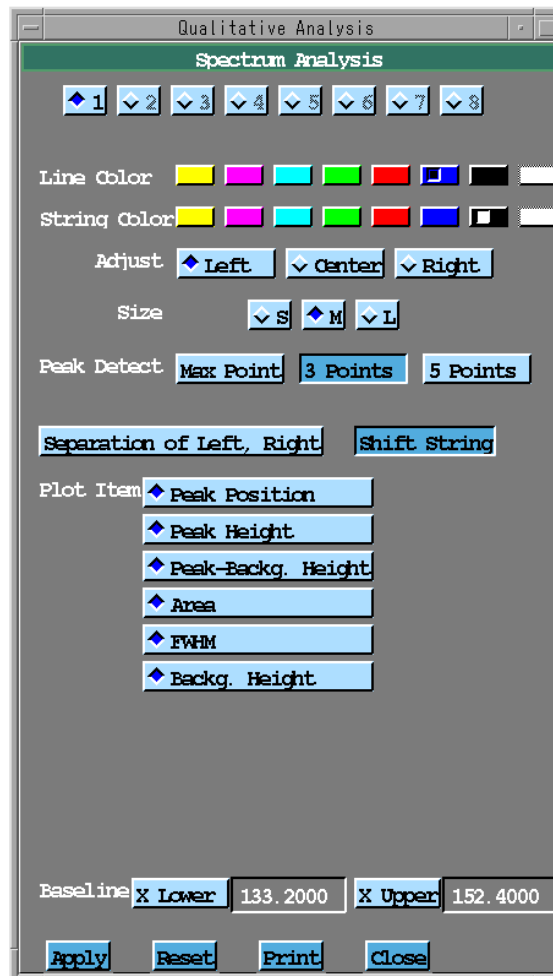 Qualitative Analysis
Spectrum Analysis
1 2 3 4 5 6 7 8
Line Color
String Color
Adjust Left Center Right
Size S M L
Peak Detect Max Point 3 Points 5 Points
Separation of Left, Right Shift String
Plot Item Peak Position
Peak Height
Peak-Backg. Height
Area
FWHM
Backg. Height
Baseline X Lower 133.2000 X Upper 152.4000
Apply Reset Print Close